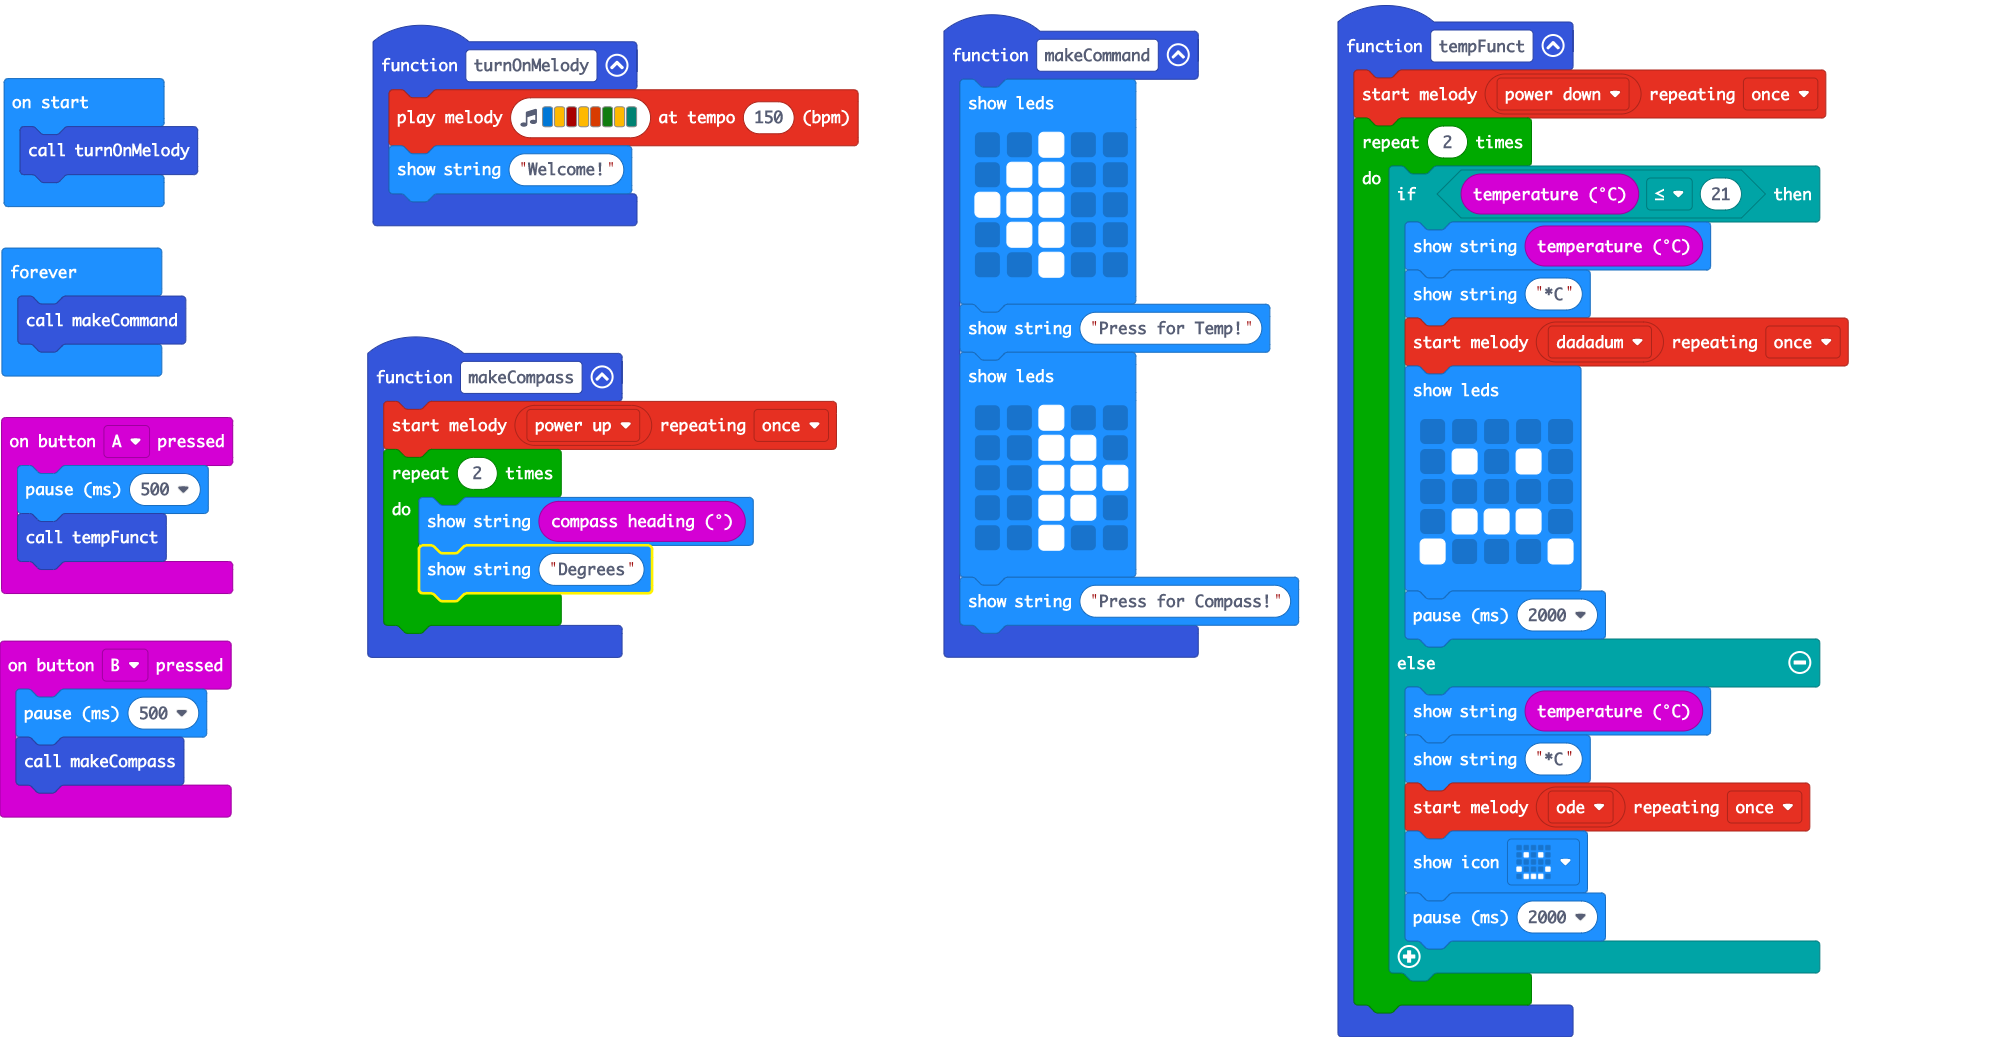 on start
call turnOnMelody
forever
call makeCommand
on button A pressed
pause (ms) 500
call tempFunct
on button B pressed
pause (ms) 500
call makeCompass
function turnOnMelody
play melody at tempo 150 (bpm)
show string "Welcome!"
function makeCompass
start melody power up repeating once
repeat 2 times
do
show string compass heading (°)
show string "Degrees"
function makeCommand
show leds
show string "Press for Temp!"
show leds
show string "Press for Compass!"
function tempFunct
start melody power down repeating once
repeat 2 times
do
if temperature (°C) ≤ 21 then
show string temperature (°C)
show string "*C"
start melody dadadum repeating once
show leds
pause (ms) 2000
else
show string temperature (°C)
show string "*C"
start melody ode repeating once
show icon
pause (ms) 2000